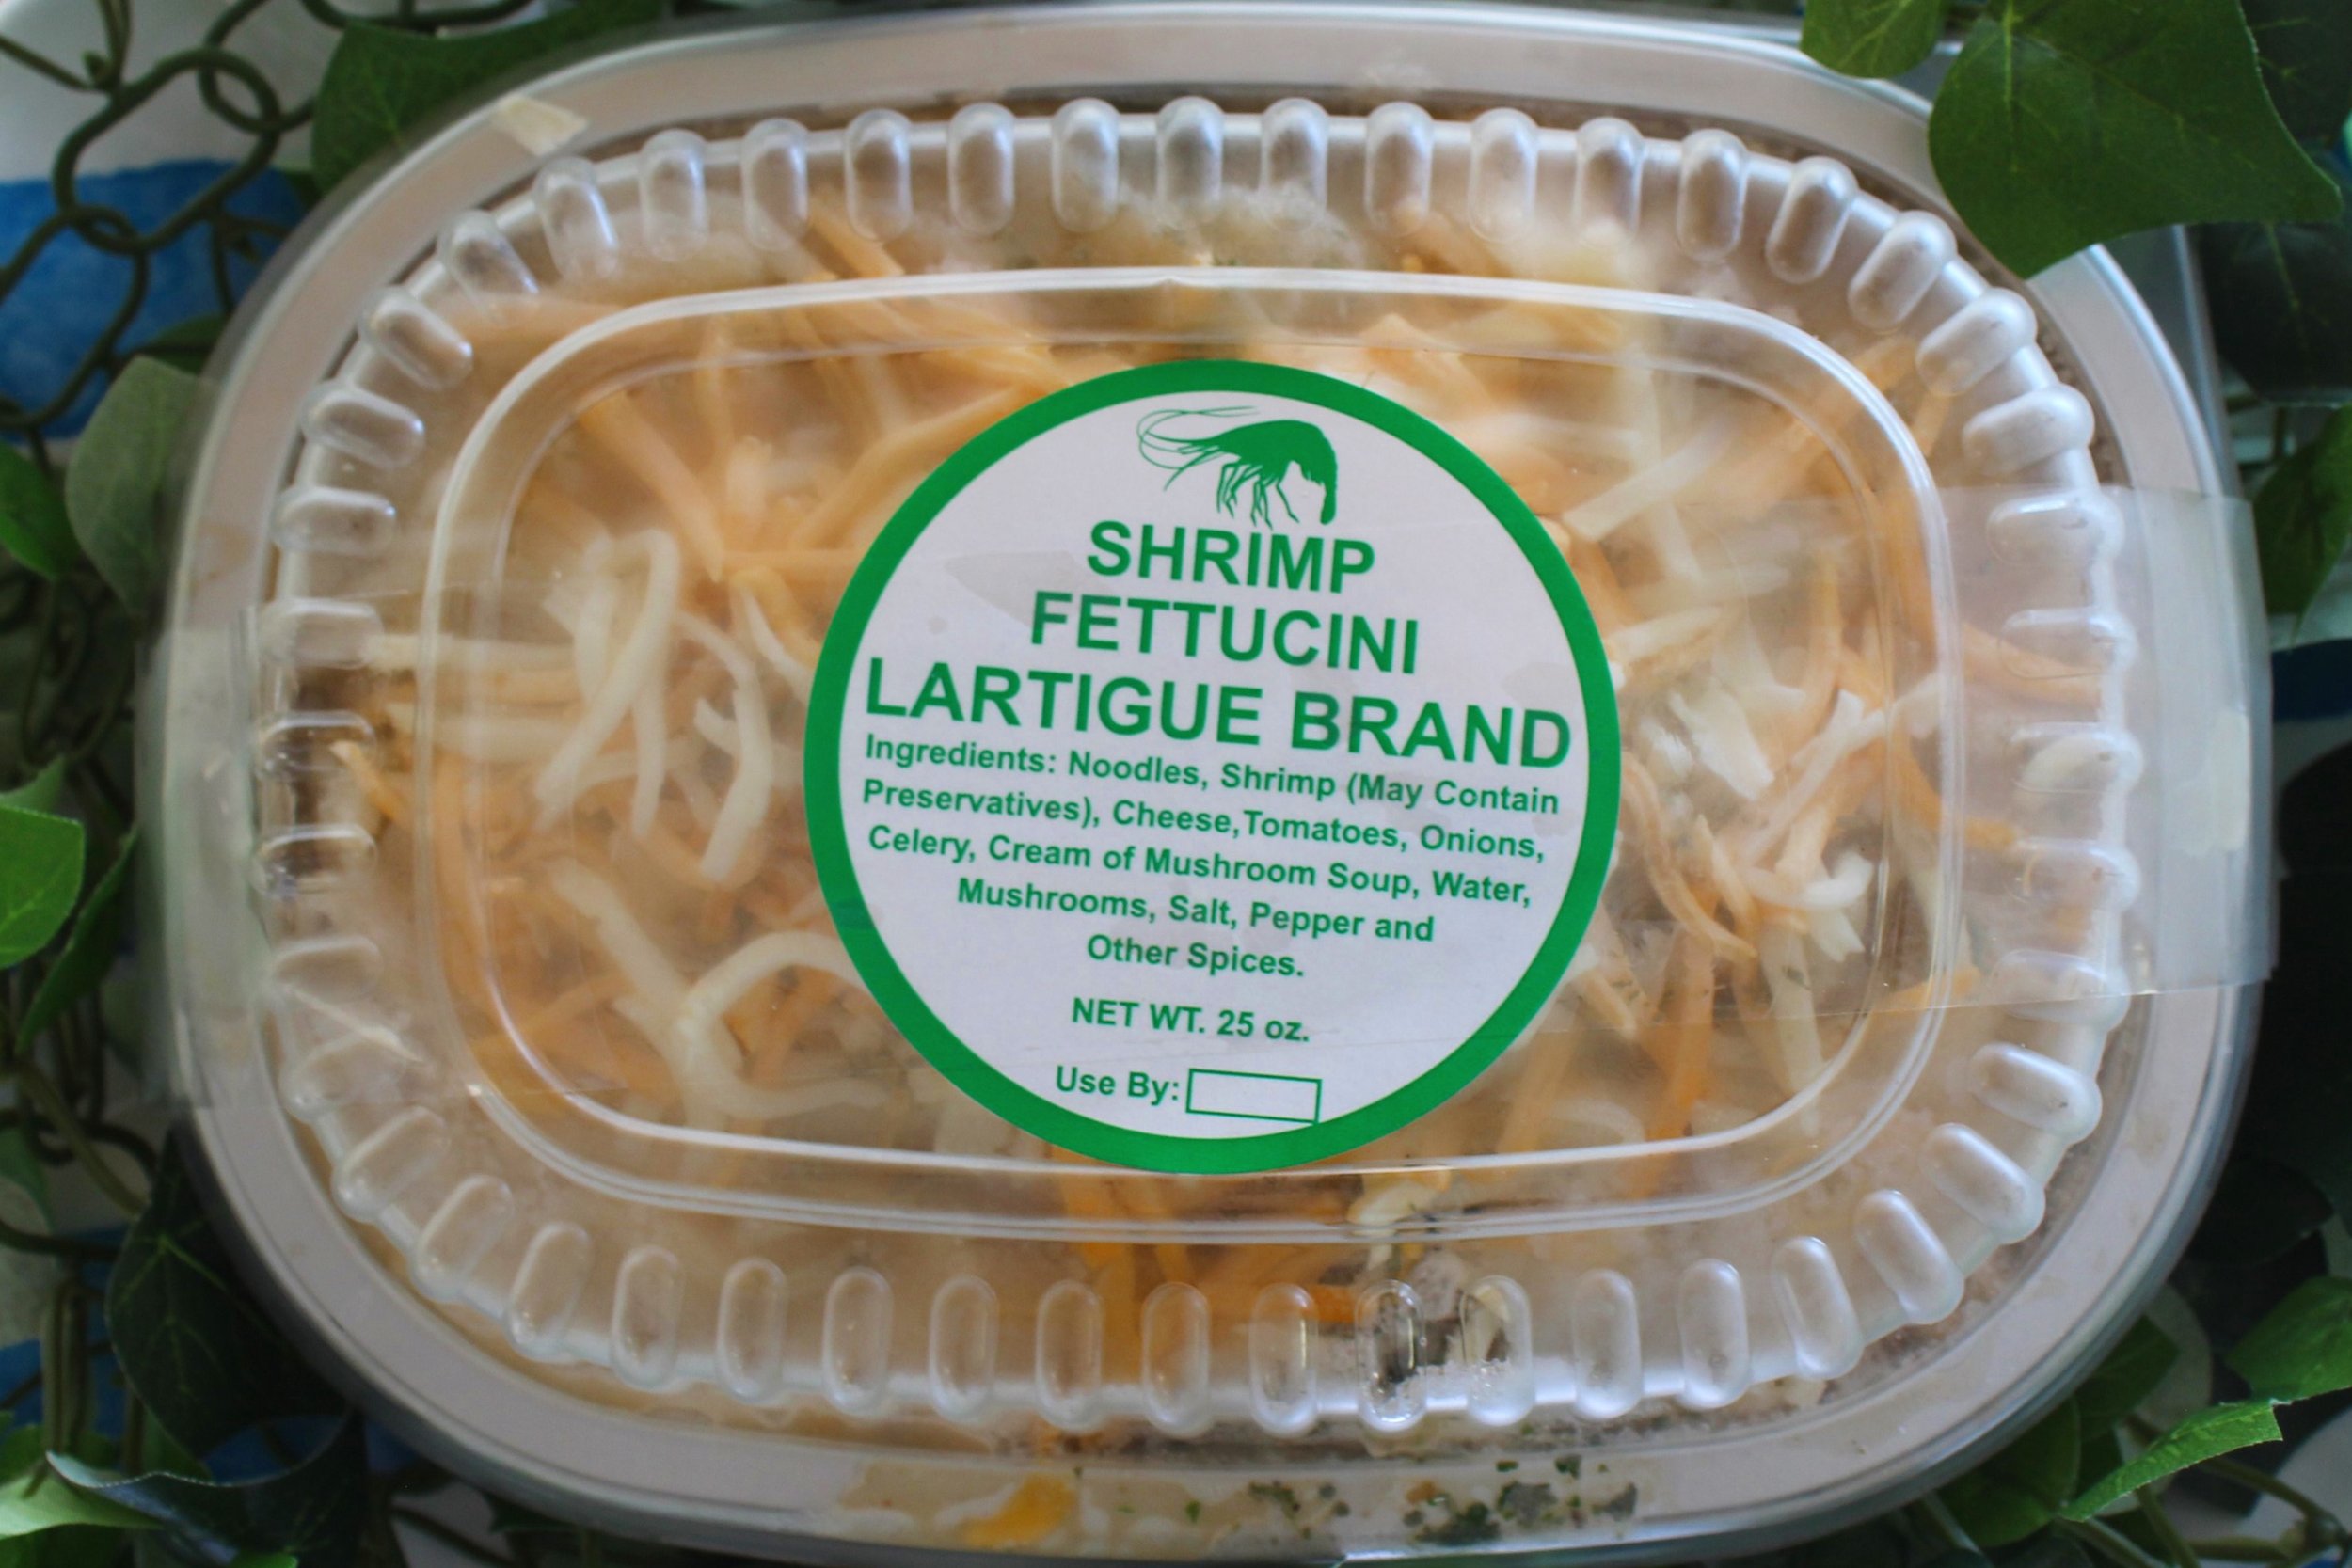 SHRIMP
FETTUCINI
LARTIGUE BRAND
Ingredients: Noodles, Shrimp (May Contain
Preservatives), Cheese,Tomatoes, Onions,
Celery, Cream of Mushroom Soup, Water,
Mushrooms, Salt, Pepper and
Other Spices.
NET WT. 25 oz.
Use By: